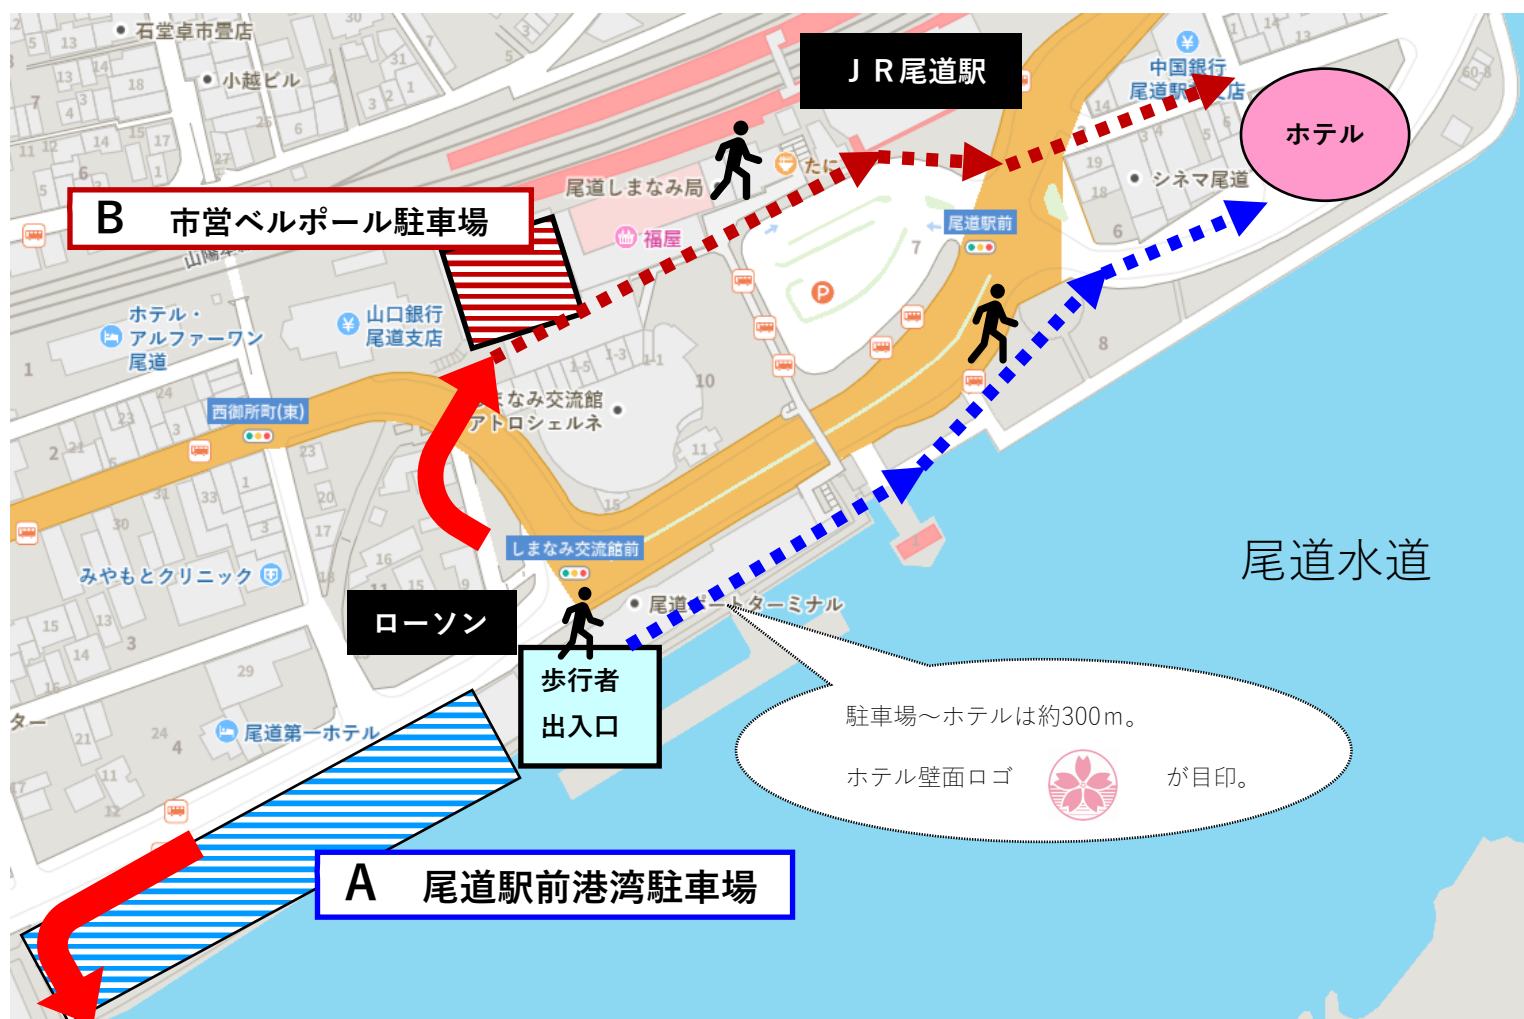 石堂卓市畳店
小越ビル
ＪＲ尾道駅
中国銀行
ホテル
シネマ尾道
尾道しまなみ局
福屋
尾道駅前
B 市営ベルポール駐車場
ホテル・
アルファーワン
尾道
山口銀行
尾道支店
なみ交流館
アトロシェルネ
西御所町(東)
しまなみ交流館前
みやもとクリニック
尾道ポートターミナル
ローソン
歩行者
出入口
尾道水道
尾道第一ホテル
駐車場～ホテルは約300ｍ。
ホテル壁面ロゴ が目印。
A 尾道駅前港湾駐車場